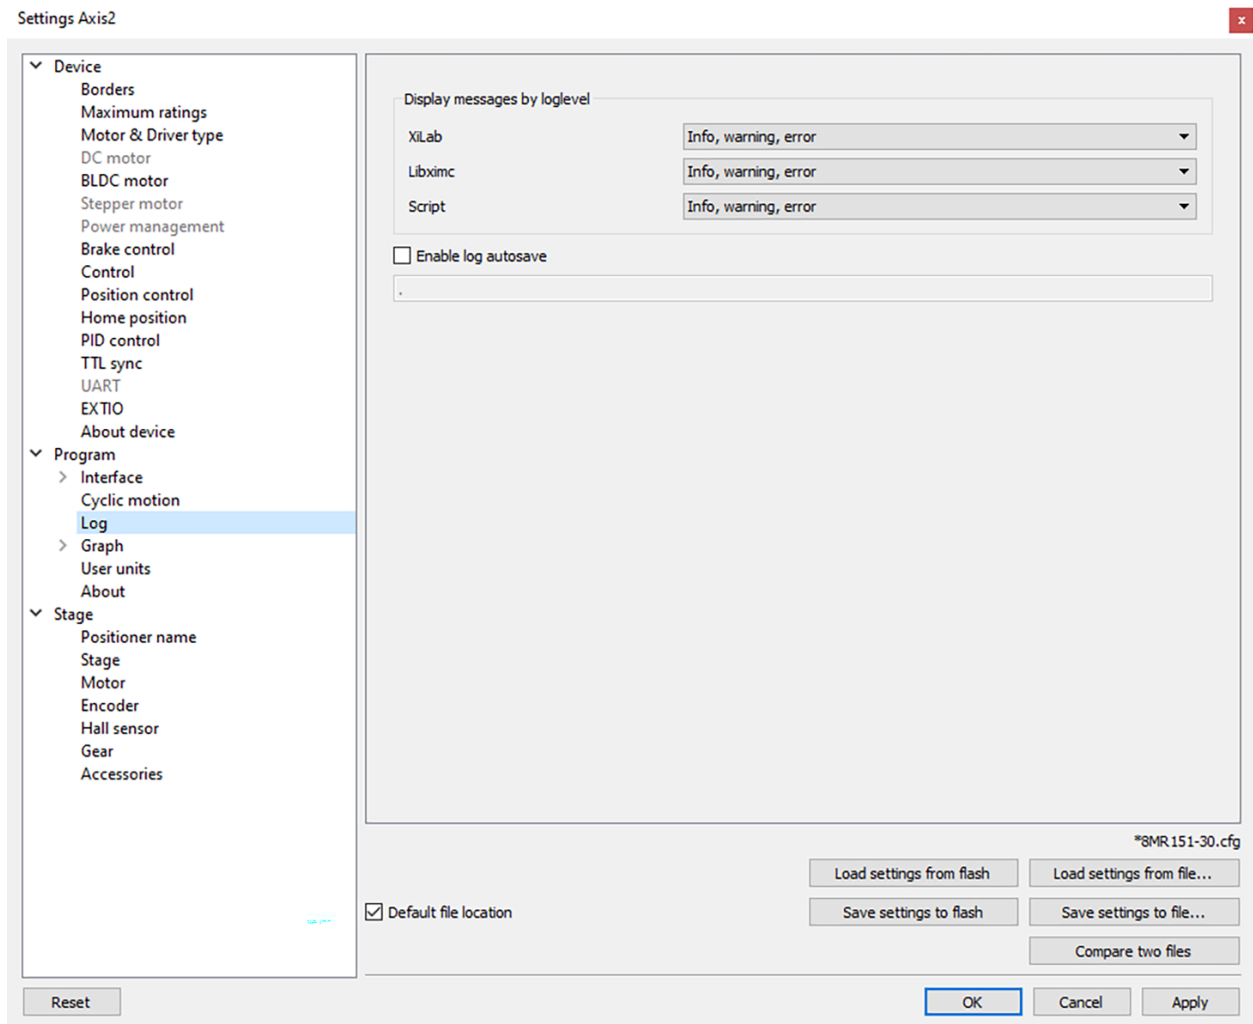 Settings Axis2
x
Device
Borders
Maximum ratings
Motor & Driver type
DC motor
BLDC motor
Stepper motor
Power management
Brake control
Control
Position control
Home position
PID control
TTL sync
UART
EXTIO
About device
Program
Interface
Cyclic motion
Log
Graph
User units
About
Stage
Positioner name
Stage
Motor
Encoder
Hall sensor
Gear
Accessories
Display messages by loglevel
XiLab Info, warning, error
Libximc Info, warning, error
Script Info, warning, error
Enable log autosave
.
*8MR151-30.cfg
Load settings from flash Load settings from file...
Default file location Save settings to flash Save settings to file...
Compare two files
Reset OK Cancel Apply